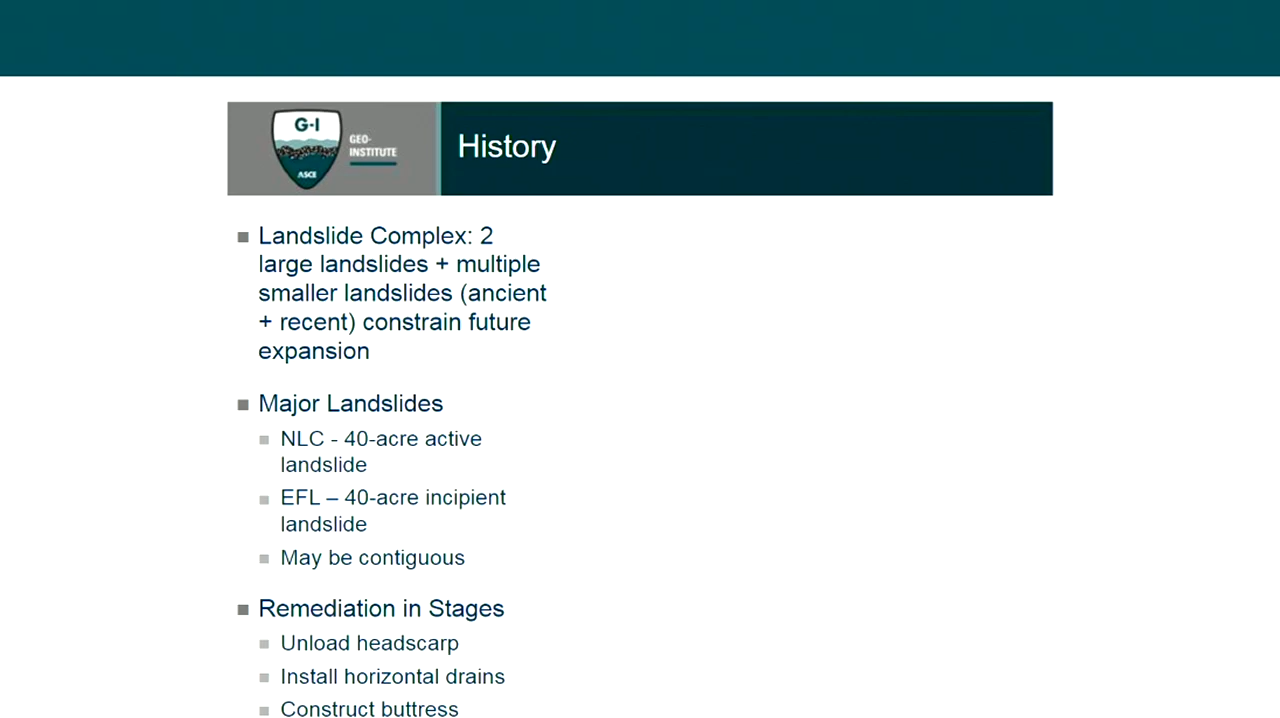 G-I
GEO-
INSTITUTE
ASCE
History
Landslide Complex: 2
large landslides + multiple
smaller landslides (ancient
+ recent) constrain future
expansion
Major Landslides
NLC - 40-acre active
landslide
EFL – 40-acre incipient
landslide
May be contiguous
Remediation in Stages
Unload headscarp
Install horizontal drains
Construct buttress